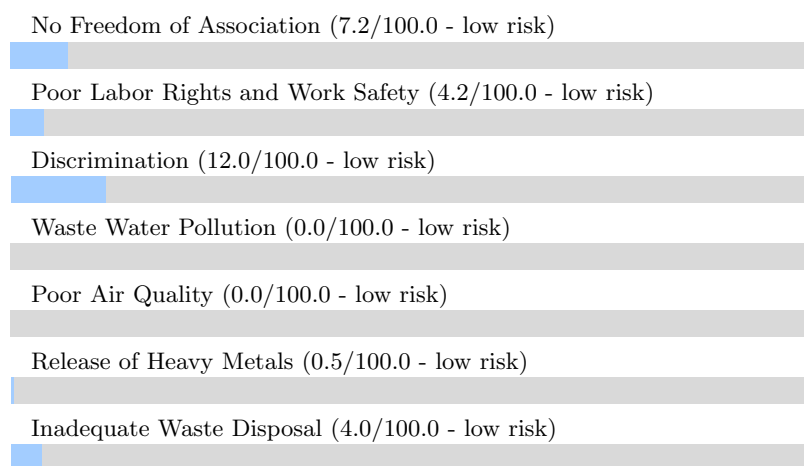 No Freedom of Association (7.2/100.0 - low risk)
Poor Labor Rights and Work Safety (4.2/100.0 - low risk)
Discrimination (12.0/100.0 - low risk)
Waste Water Pollution (0.0/100.0 - low risk)
Poor Air Quality (0.0/100.0 - low risk)
Release of Heavy Metals (0.5/100.0 - low risk)
Inadequate Waste Disposal (4.0/100.0 - low risk)